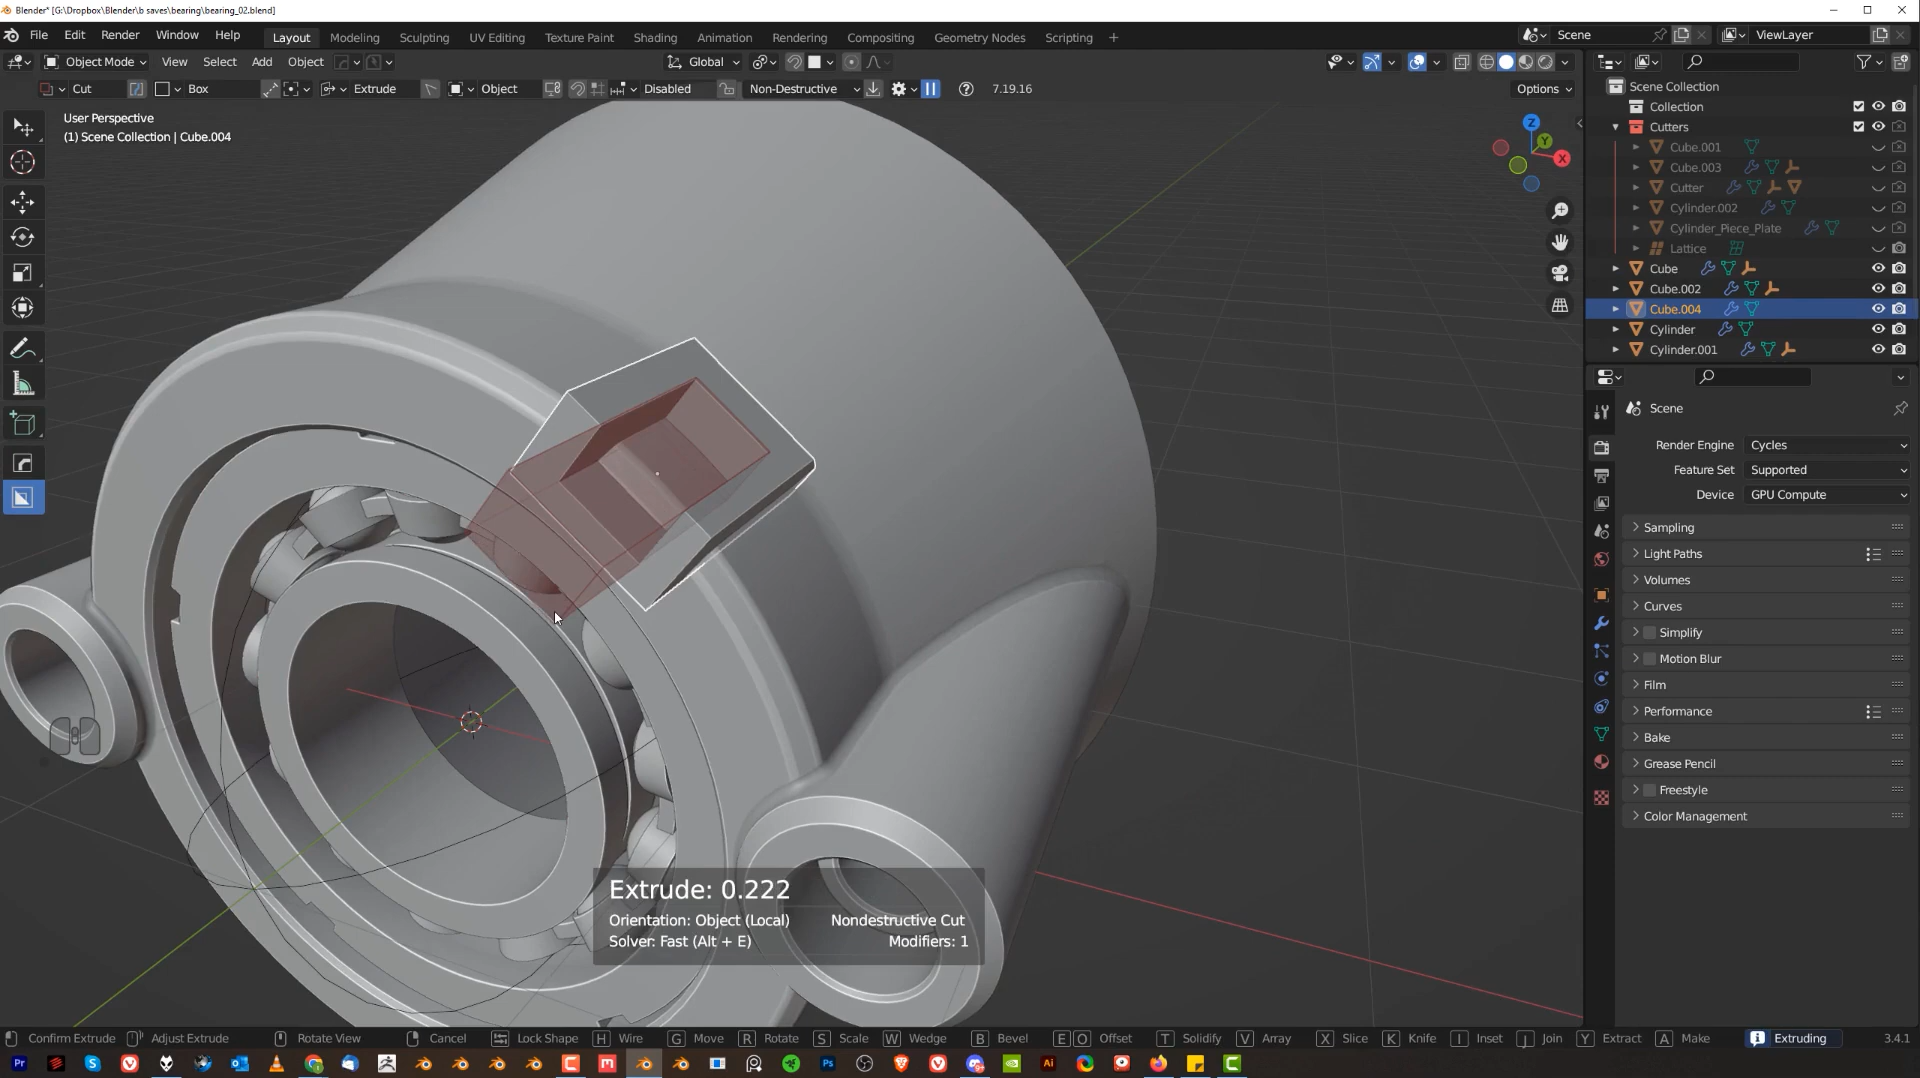 Blender* [G:\Dropbox\Blender\b saves\bearing\bearing_02.blend]
File Edit Render Window Help Layout Modeling Sculpting UV Editing Texture Paint Shading Animation Rendering Compositing Geometry Nodes Scripting + Scene ViewLayer
Object Mode View Select Add Object Global
Cut Box Extrude Object Disabled Non-Destructive 7.19.16 Options
User Perspective
(1) Scene Collection | Cube.004
Z
Y
X
Scene Collection
Collection
Cutters
Cube.001
Cube.003
Cutter
Cylinder.002
Cylinder_Piece_Plate
Lattice
Cube
Cube.002
Cube.004
Cylinder
Cylinder.001
Scene
Render Engine Cycles
Feature Set Supported
Device GPU Compute
Sampling
Light Paths
Volumes
Curves
Simplify
Motion Blur
Film
Performance
Bake
Grease Pencil
Freestyle
Color Management
Extrude: 0.222
Orientation: Object (Local) Nondestructive Cut
Solver: Fast (Alt + E) Modifiers: 1
Confirm Extrude Adjust Extrude Rotate View Cancel Lock Shape H Wire G Move R Rotate S Scale W Wedge B Bevel E O Offset T Solidify V Array X Slice K Knife I Inset J Join Y Extract A Make Extruding 3.4.1
Pr S M Ps Ai C